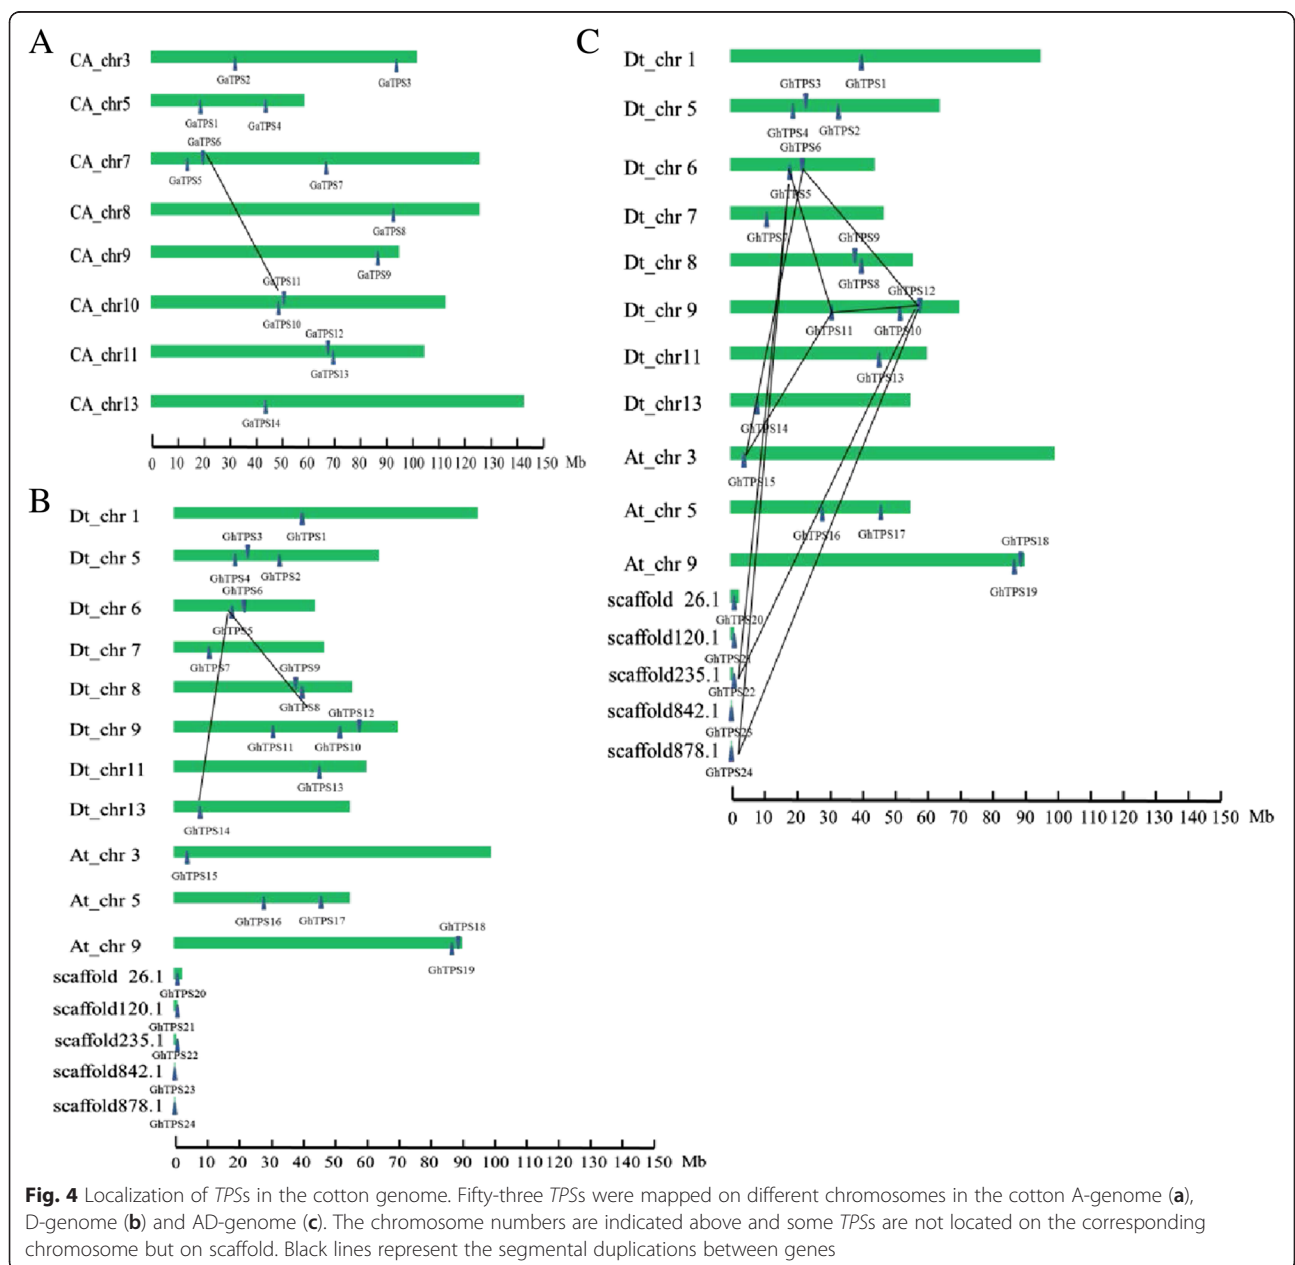 A
CA_chr3
GaTPS2
GaTPS3
CA_chr5
GaTPS1
GaTPS4
GaTPS6
CA_chr7
GaTPS5
GaTPS7
CA_chr8
GaTPS8
CA_chr9
GaTPS9
GaTPS11
CA_chr10
GaTPS10
GaTPS12
CA_chr11
GaTPS13
CA_chr13
GaTPS14
0 10 20 30 40 50 60 70 80 90 100 110 120 130 140 150 Mb
B
Dt_chr 1
GhTPS3 GhTPS1
Dt_chr 5
GhTPS4 GhTPS2
GhTPS6
Dt_chr 6
GhTPS5
Dt_chr 7
GhTPS7 GhTPS9
Dt_chr 8
GhTPS8
GhTPS12
Dt_chr 9
GhTPS11 GhTPS10
Dt_chr11
GhTPS13
Dt_chr13
GhTPS14
At_chr 3
GhTPS15
At_chr 5
GhTPS16 GhTPS17
GhTPS18
At_chr 9
GhTPS19
scaffold 26.1
GhTPS20
scaffold120.1
GhTPS21
scaffold235.1
GhTPS22
scaffold842.1
GhTPS23
scaffold878.1
GhTPS24
0 10 20 30 40 50 60 70 80 90 100 110 120 130 140 150 Mb
C
Dt_chr 1
GhTPS3 GhTPS1
Dt_chr 5
GhTPS4 GhTPS2
GhTPS6
Dt_chr 6
GhTPS5
Dt_chr 7
GhTPS7 GhTPS9
Dt_chr 8
GhTPS8
GhTPS12
Dt_chr 9
GhTPS11 GhTPS10
Dt_chr11
GhTPS13
Dt_chr13
GhTPS14
At_chr 3
GhTPS15
At_chr 5
GhTPS16 GhTPS17
GhTPS18
At_chr 9
GhTPS19
scaffold 26.1
GhTPS20
scaffold120.1
GhTPS21
scaffold235.1
GhTPS22
scaffold842.1
GhTPS23
scaffold878.1
GhTPS24
0 10 20 30 40 50 60 70 80 90 100 110 120 130 140 150 Mb
Fig. 4 Localization of TPSs in the cotton genome. Fifty-three TPSs were mapped on different chromosomes in the cotton A-genome (a),
D-genome (b) and AD-genome (c). The chromosome numbers are indicated above and some TPSs are not located on the corresponding
chromosome but on scaffold. Black lines represent the segmental duplications between genes